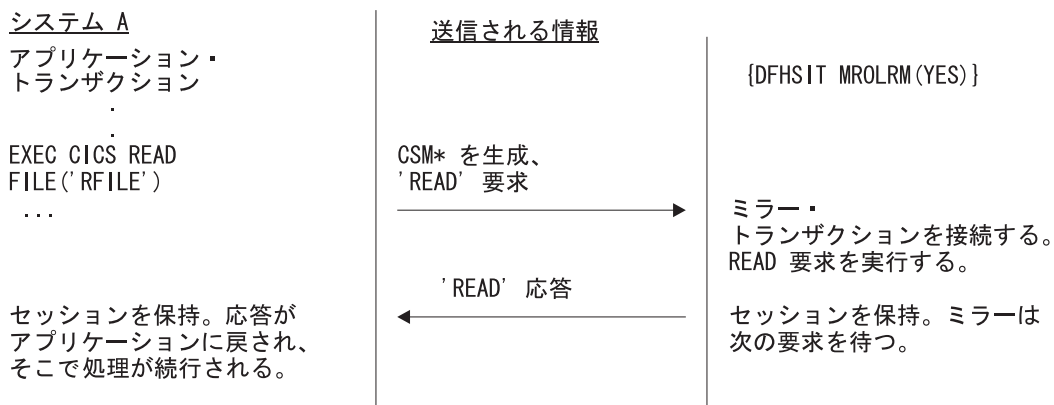 システム A
送信される情報
アプリケーション・
トランザクション
{DFHSIT MROLRM(YES)}
.
.
EXEC CICS READ
FILE('RFILE')
...
CSM* を生成、
'READ' 要求
ミラー・
トランザクションを接続する。
READ 要求を実行する。
'READ' 応答
セッションを保持。応答が
アプリケーションに戻され、
そこで処理が続行される。
セッションを保持。ミラーは
次の要求を待つ。